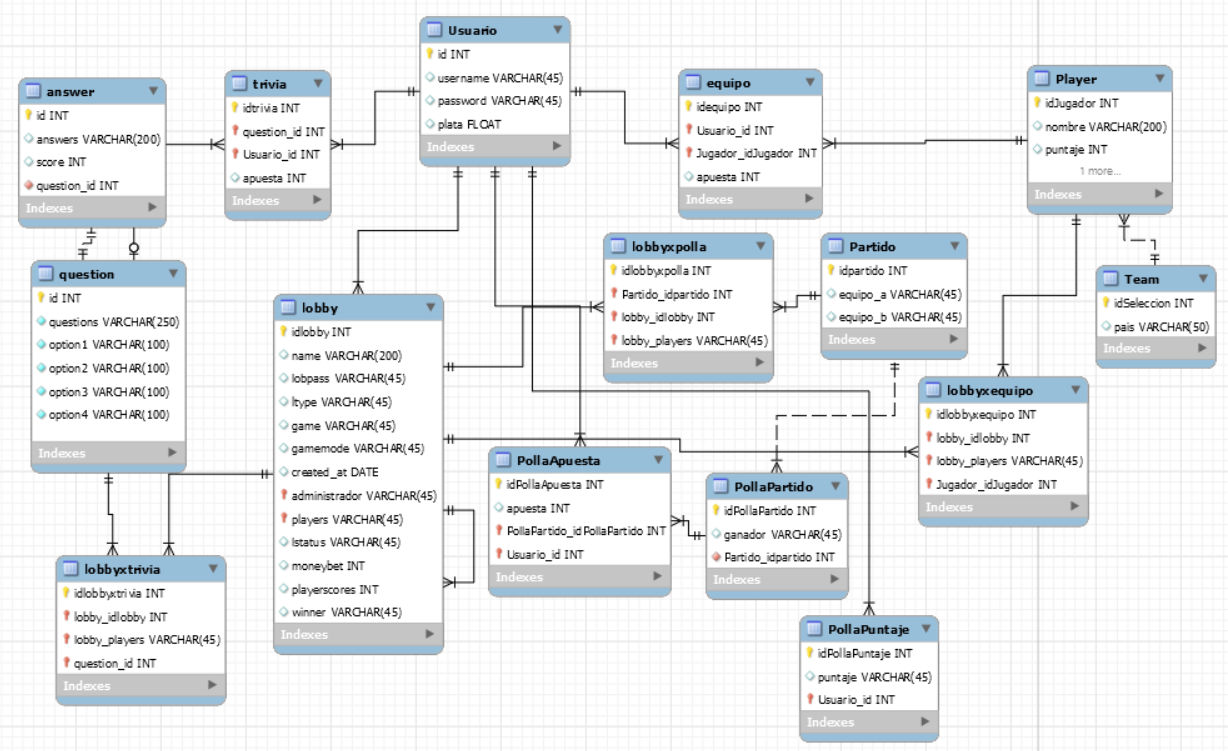 Usuario
id INT
username VARCHAR(45)
password VARCHAR(45)
plata FLOAT
Indexes
answer
id INT
answers VARCHAR(200)
score INT
question_id INT
Indexes
trivia
idtrivia INT
question_id INT
Usuario_id INT
apuesta INT
Indexes
equipo
idequipo INT
Usuario_id INT
Jugador_idJugador INT
apuesta INT
Indexes
Player
idJugador INT
nombre VARCHAR(200)
puntaje INT
1 more...
Indexes
question
id INT
questions VARCHAR(250)
option1 VARCHAR(100)
option2 VARCHAR(100)
option3 VARCHAR(100)
option4 VARCHAR(100)
Indexes
lobby
idlobby INT
name VARCHAR(200)
lobpass VARCHAR(45)
ltype VARCHAR(45)
game VARCHAR(45)
gamemode VARCHAR(45)
created_at DATE
administrador VARCHAR(45)
players VARCHAR(45)
lstatus VARCHAR(45)
moneybet INT
playerscores INT
winner VARCHAR(45)
Indexes
lobbyxpolla
idlobbyxpolla INT
Partido_idpartido INT
lobby_idlobby INT
lobby_players VARCHAR(45)
Indexes
Partido
idpartido INT
equipo_a VARCHAR(45)
equipo_b VARCHAR(45)
Indexes
Team
idSeleccion INT
pais VARCHAR(50)
Indexes
lobbyxequipo
idlobbyxequipo INT
lobby_idlobby INT
lobby_players VARCHAR(45)
Jugador_idJugador INT
Indexes
PollaApuesta
idPollaApuesta INT
apuesta INT
PollaPartido_idPollaPartido INT
Usuario_id INT
Indexes
PollaPartido
idPollaPartido INT
ganador VARCHAR(45)
Partido_idpartido INT
Indexes
lobbyxtrivia
idlobbyxtrivia INT
lobby_idlobby INT
lobby_players VARCHAR(45)
question_id INT
Indexes
PollaPuntaje
idPollaPuntaje INT
puntaje VARCHAR(45)
Usuario_id INT
Indexes